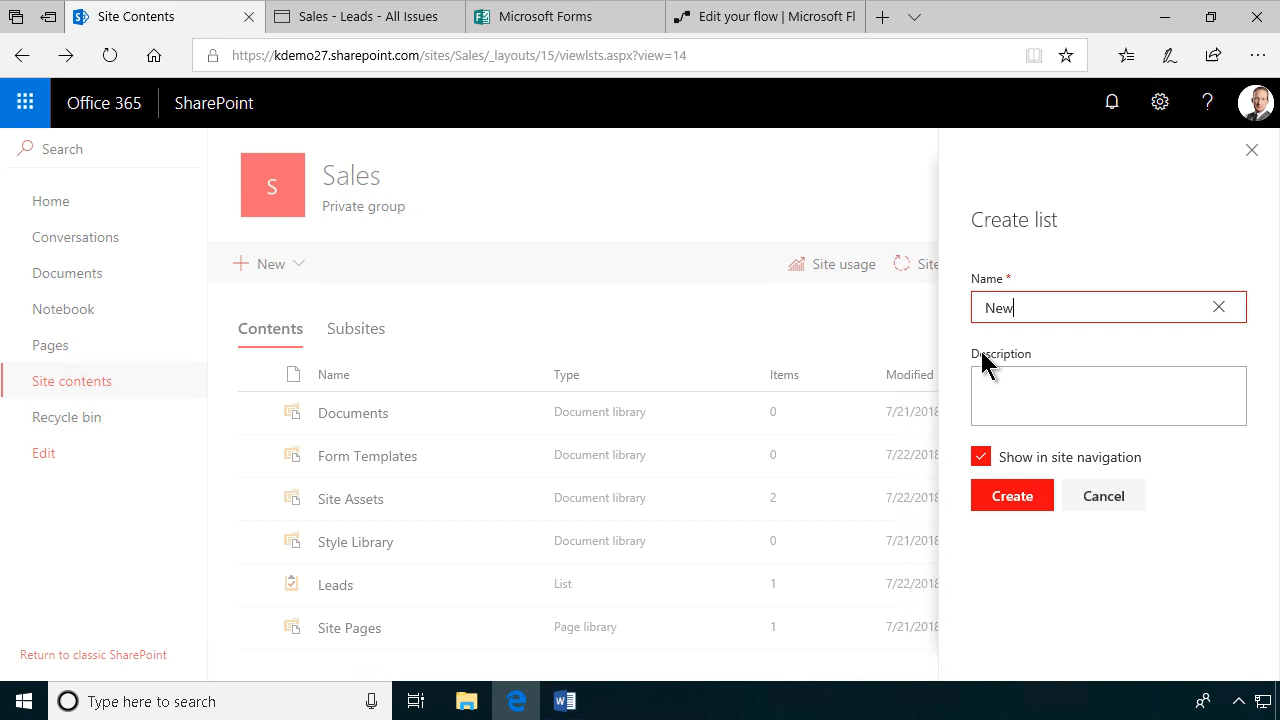 Site Contents
Sales - Leads - All Issues
Microsoft Forms
Edit your flow | Microsoft Fl
https://kdemo27.sharepoint.com/sites/Sales/_layouts/15/viewlsts.aspx?view=14
Office 365
SharePoint
Search
Home
Conversations
Documents
Notebook
Pages
Site contents
Recycle bin
Edit
Return to classic SharePoint
S
Sales
Private group
New
Site usage
Site
Contents
Subsites
Name Type Items Modified
Documents Document library 0 7/21/2018
Form Templates Document library 0 7/22/2018
Site Assets Document library 2 7/22/2018
Style Library Document library 0 7/21/2018
Leads List 1 7/22/2018
Site Pages Page library 1 7/21/2018
Create list
Name *
New
Description
Show in site navigation
Create
Cancel
Type here to search